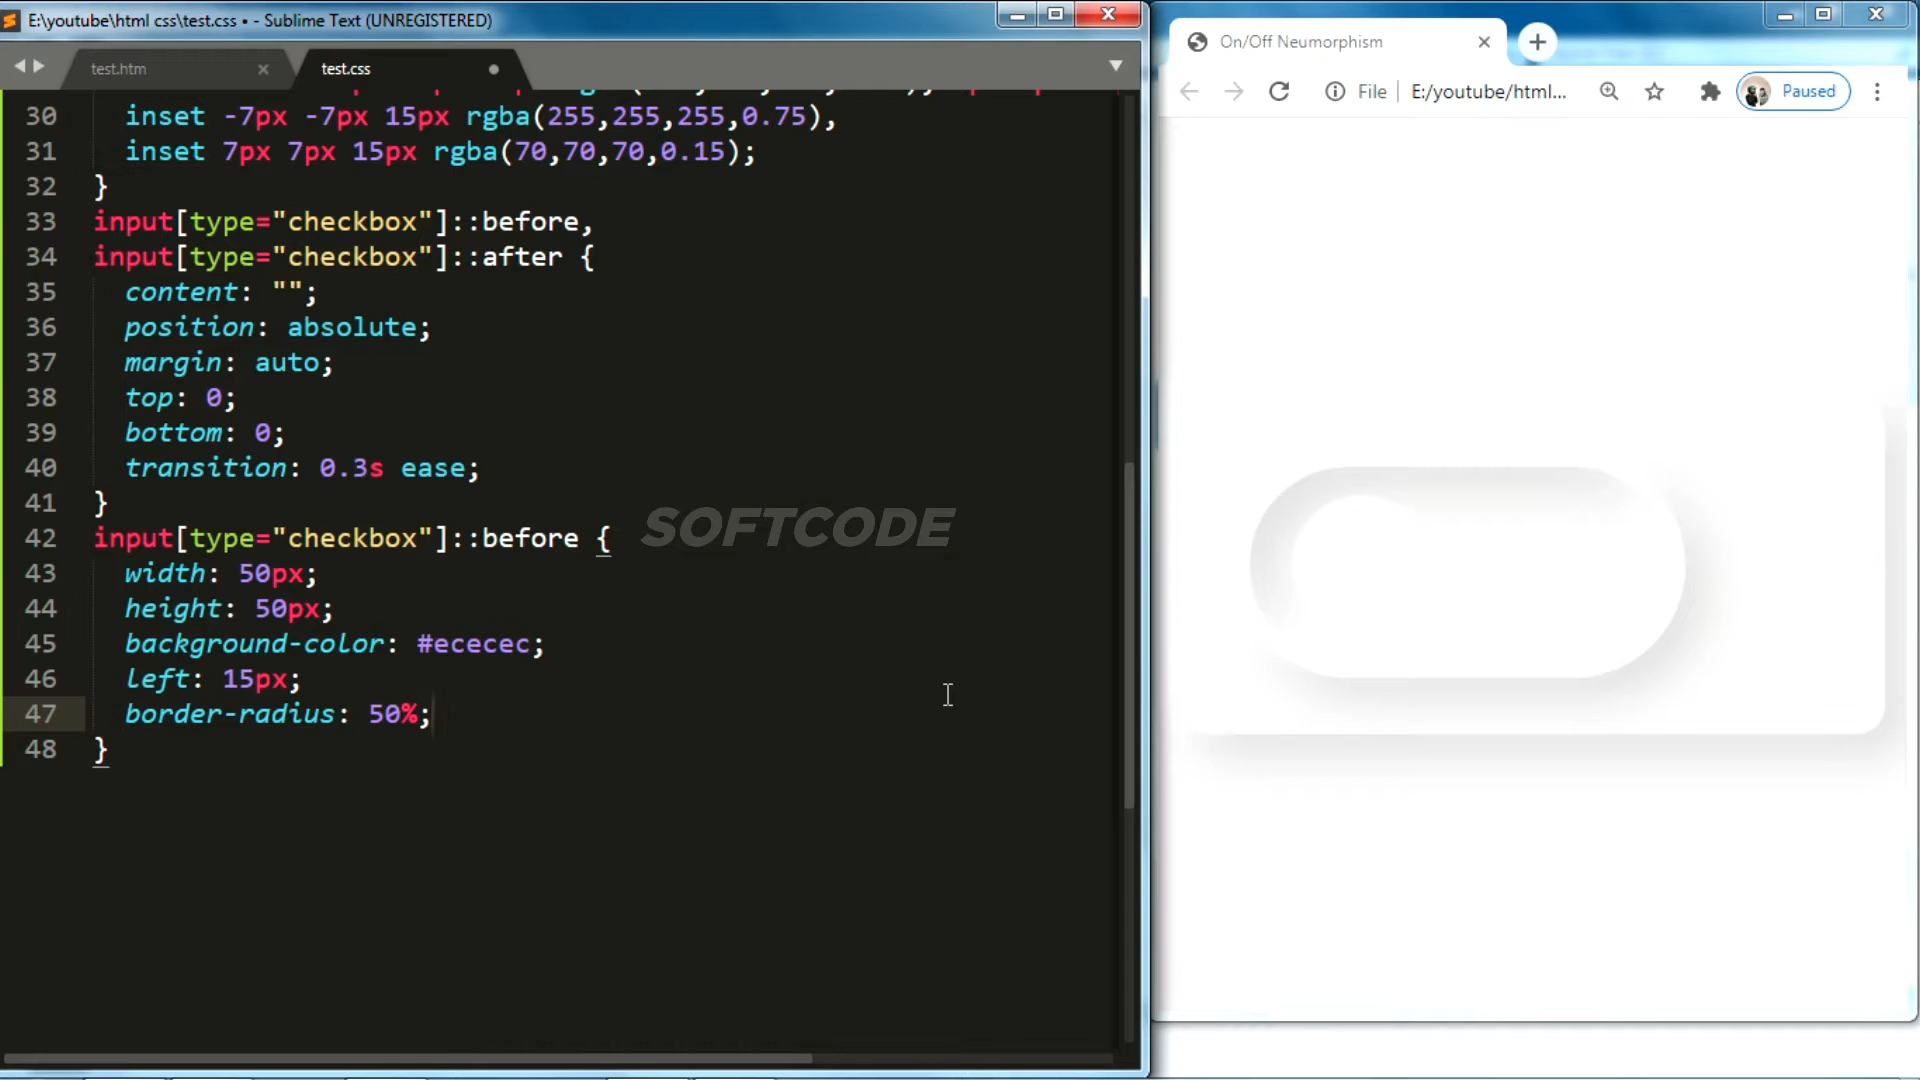 E:\youtube\html css\test.css • - Sublime Text (UNREGISTERED)
test.htm
test.css
30 inset -7px -7px 15px rgba(255,255,255,0.75),
31 inset 7px 7px 15px rgba(70,70,70,0.15);
32 }
33 input[type="checkbox"]::before,
34 input[type="checkbox"]::after {
35 content: "";
36 position: absolute;
37 margin: auto;
38 top: 0;
39 bottom: 0;
40 transition: 0.3s ease;
41 }
42 input[type="checkbox"]::before {
43 width: 50px;
44 height: 50px;
45 background-color: #ececec;
46 left: 15px;
47 border-radius: 50%;
48 }
SOFTCODE
On/Off Neumorphism
File E:/youtube/html...
Paused